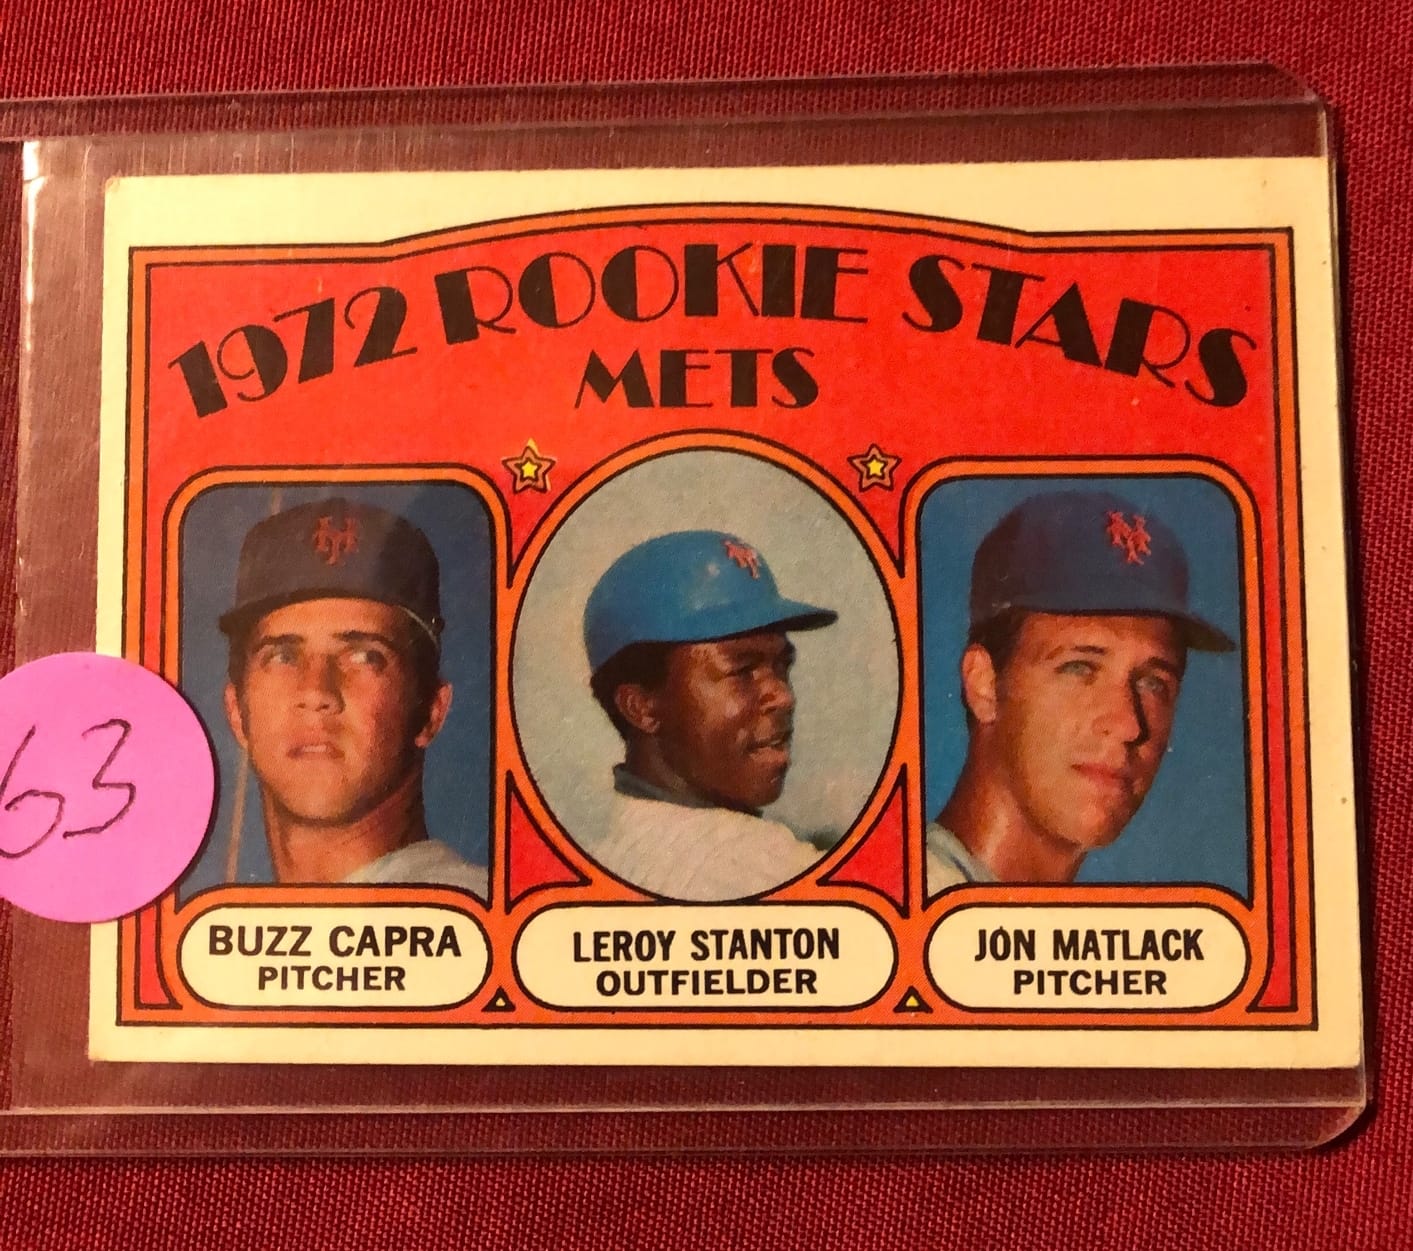 1972 ROOKIE STARS
METS
63
BUZZ CAPRA
PITCHER
LEROY STANTON
OUTFIELDER
JON MATLACK
PITCHER